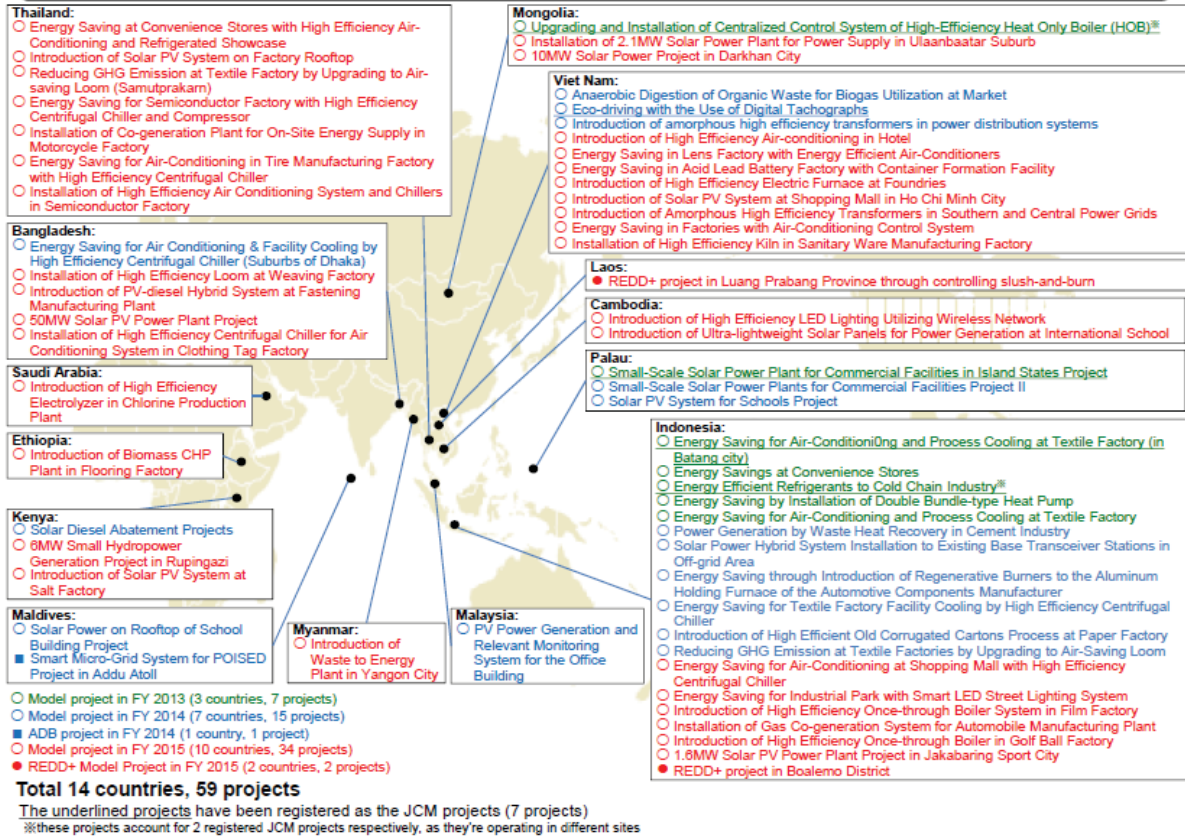 Thailand:
○ Energy Saving at Convenience Stores with High Efficiency Air-
Conditioning and Refrigerated Showcase
○ Introduction of Solar PV System on Factory Rooftop
○ Reducing GHG Emission at Textile Factory by Upgrading to Air-
saving Loom (Samutprakarn)
○ Energy Saving for Semiconductor Factory with High Efficiency
Centrifugal Chiller and Compressor
○ Installation of Co-generation Plant for On-Site Energy Supply in
Motorcycle Factory
○ Energy Saving for Air-Conditioning in Tire Manufacturing Factory
with High Efficiency Centrifugal Chiller
○ Installation of High Efficiency Air Conditioning System and Chillers
in Semiconductor Factory
Mongolia:
○ Upgrading and Installation of Centralized Control System of High-Efficiency Heat Only Boiler (HOB)※
○ Installation of 2.1MW Solar Power Plant for Power Supply in Ulaanbaatar Suburb
○ 10MW Solar Power Project in Darkhan City
Viet Nam:
○ Anaerobic Digestion of Organic Waste for Biogas Utilization at Market
○ Eco-driving with the Use of Digital Tachographs
○ Introduction of amorphous high efficiency transformers in power distribution systems
○ Introduction of High Efficiency Air-conditioning in Hotel
○ Energy Saving in Lens Factory with Energy Efficient Air-Conditioners
○ Energy Saving in Acid Lead Battery Factory with Container Formation Facility
○ Introduction of High Efficiency Electric Furnace at Foundries
○ Introduction of Solar PV System at Shopping Mall in Ho Chi Minh City
○ Introduction of Amorphous High Efficiency Transformers in Southern and Central Power Grids
○ Energy Saving in Factories with Air-Conditioning Control System
○ Installation of High Efficiency Kiln in Sanitary Ware Manufacturing Factory
Bangladesh:
○ Energy Saving for Air Conditioning & Facility Cooling by
High Efficiency Centrifugal Chiller (Suburbs of Dhaka)
○ Installation of High Efficiency Loom at Weaving Factory
○ Introduction of PV-diesel Hybrid System at Fastening
Manufacturing Plant
○ 50MW Solar PV Power Plant Project
○ Installation of High Efficiency Centrifugal Chiller for Air
Conditioning System in Clothing Tag Factory
Laos:
● REDD+ project in Luang Prabang Province through controlling slush-and-burn
Cambodia:
○ Introduction of High Efficiency LED Lighting Utilizing Wireless Network
○ Introduction of Ultra-lightweight Solar Panels for Power Generation at International School
Saudi Arabia:
○ Introduction of High Efficiency
Electrolyzer in Chlorine Production
Plant
Palau:
○ Small-Scale Solar Power Plant for Commercial Facilities in Island States Project
○ Small-Scale Solar Power Plants for Commercial Facilities Project II
○ Solar PV System for Schools Project
Ethiopia:
○ Introduction of Biomass CHP
Plant in Flooring Factory
Indonesia:
○ Energy Saving for Air-Conditioni0ng and Process Cooling at Textile Factory (in
Batang city)
○ Energy Savings at Convenience Stores
○ Energy Efficient Refrigerants to Cold Chain Industry※
○ Energy Saving by Installation of Double Bundle-type Heat Pump
○ Energy Saving for Air-Conditioning and Process Cooling at Textile Factory
○ Power Generation by Waste Heat Recovery in Cement Industry
○ Solar Power Hybrid System Installation to Existing Base Transceiver Stations in
Off-grid Area
○ Energy Saving through Introduction of Regenerative Burners to the Aluminum
Holding Furnace of the Automotive Components Manufacturer
○ Energy Saving for Textile Factory Facility Cooling by High Efficiency Centrifugal
Chiller
○ Introduction of High Efficient Old Corrugated Cartons Process at Paper Factory
○ Reducing GHG Emission at Textile Factories by Upgrading to Air-Saving Loom
○ Energy Saving for Air-Conditioning at Shopping Mall with High Efficiency
Centrifugal Chiller
○ Energy Saving for Industrial Park with Smart LED Street Lighting System
○ Introduction of High Efficiency Once-through Boiler System in Film Factory
○ Installation of Gas Co-generation System for Automobile Manufacturing Plant
○ Introduction of High Efficiency Once-through Boiler in Golf Ball Factory
○ 1.6MW Solar PV Power Plant Project in Jakabaring Sport City
● REDD+ project in Boalemo District
Kenya:
○ Solar Diesel Abatement Projects
○ 6MW Small Hydropower
Generation Project in Rupingazi
○ Introduction of Solar PV System at
Salt Factory
Maldives:
○ Solar Power on Rooftop of School
Building Project
■ Smart Micro-Grid System for POISED
Project in Addu Atoll
Myanmar:
○ Introduction of
Waste to Energy
Plant in Yangon City
Malaysia:
○ PV Power Generation and
Relevant Monitoring
System for the Office
Building
○ Model project in FY 2013 (3 countries, 7 projects)
○ Model project in FY 2014 (7 countries, 15 projects)
■ ADB project in FY 2014 (1 country, 1 project)
○ Model project in FY 2015 (10 countries, 34 projects)
● REDD+ Model Project in FY 2015 (2 countries, 2 projects)
Total 14 countries, 59 projects
The underlined projects have been registered as the JCM projects (7 projects)
※these projects account for 2 registered JCM projects respectively, as they're operating in different sites